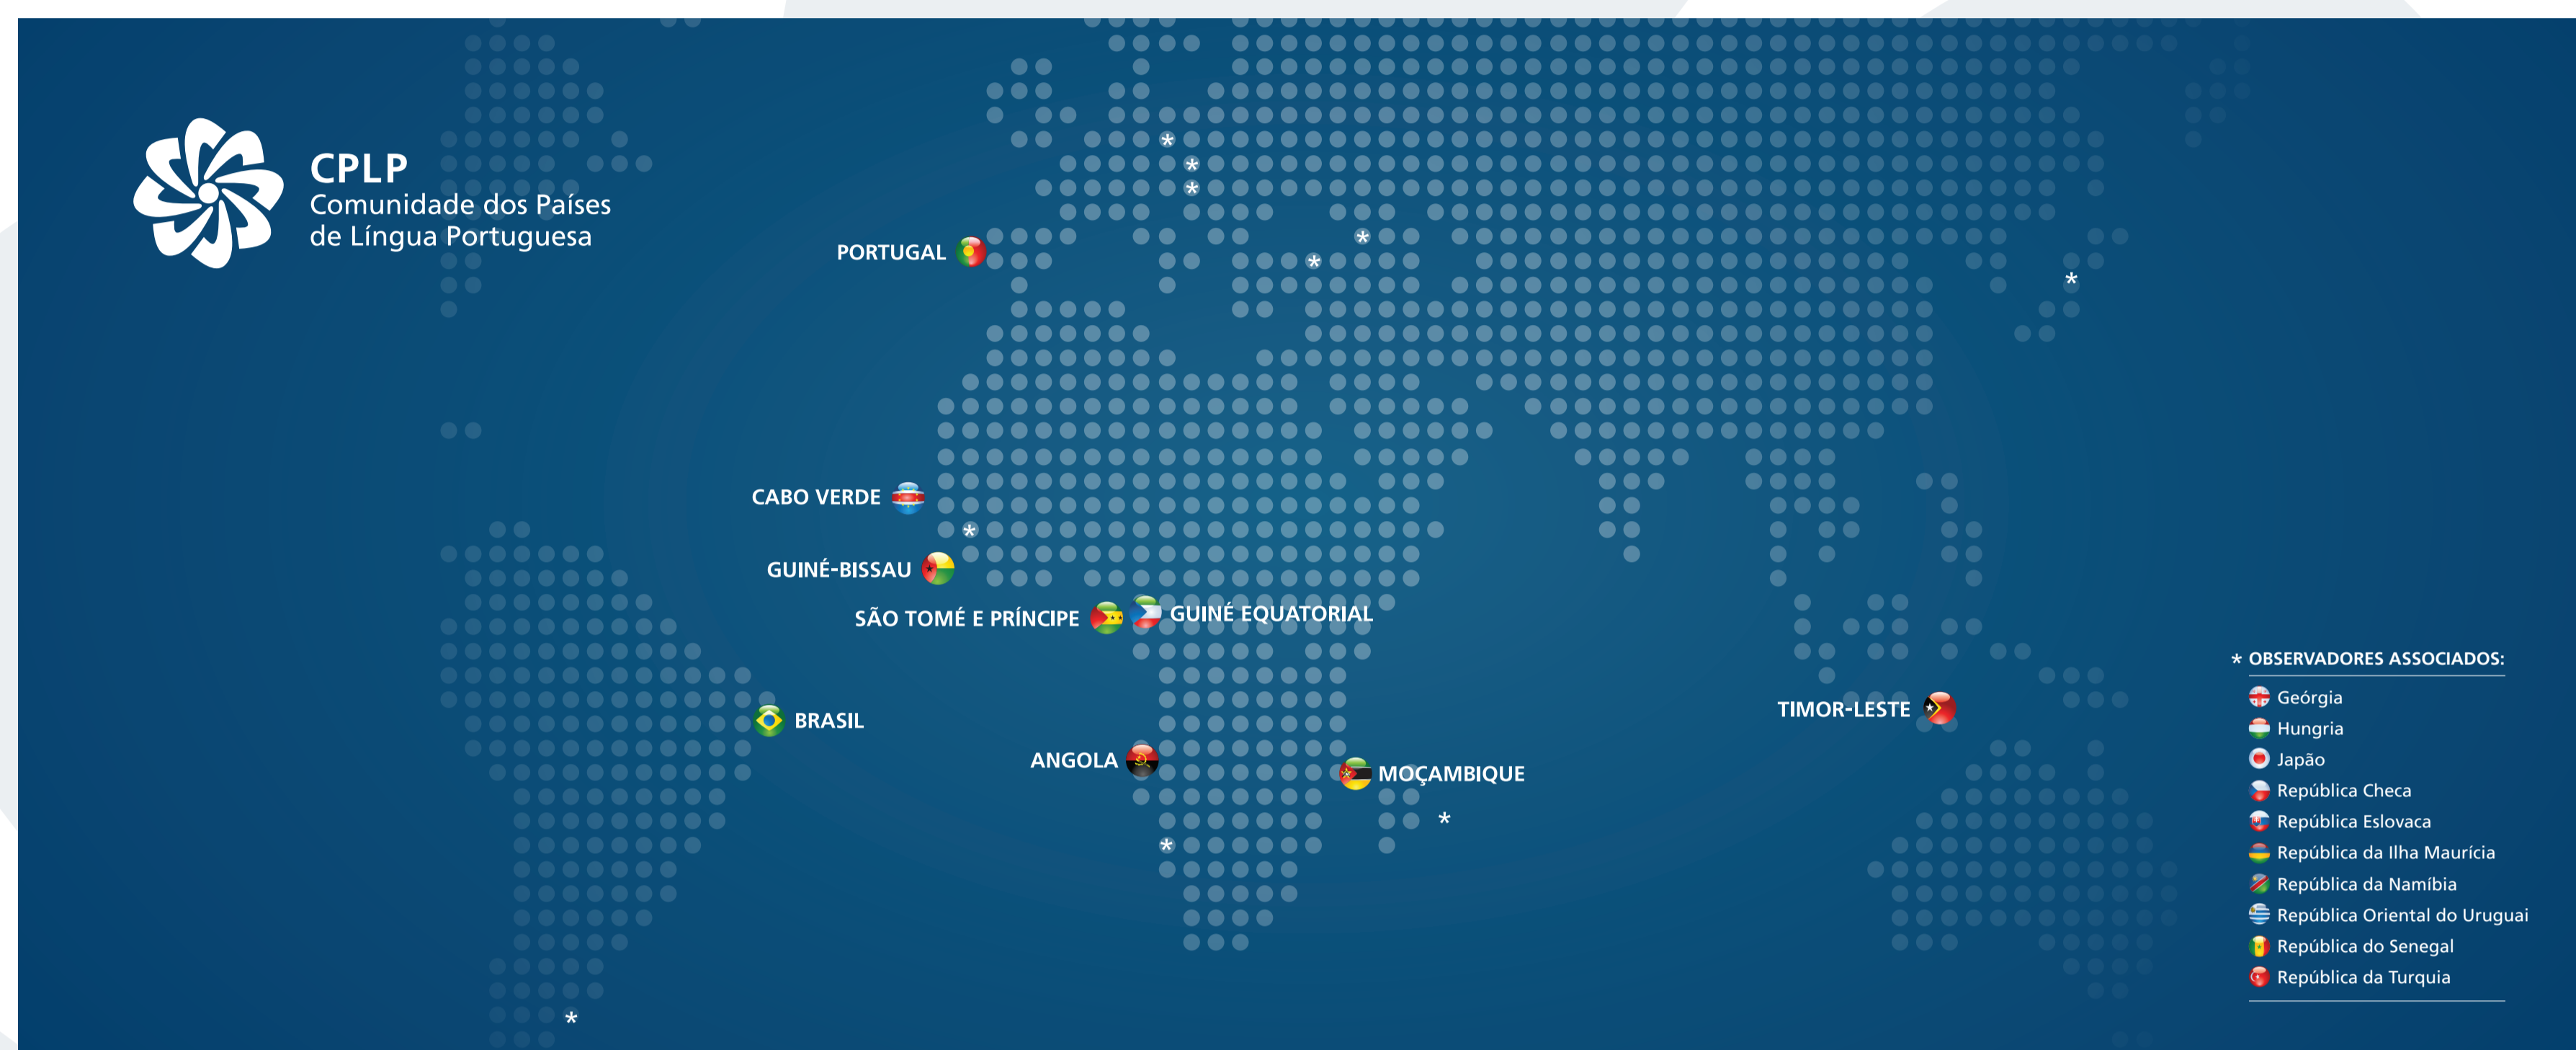 CPLP
Comunidade dos Países
de Língua Portuguesa
PORTUGAL
CABO VERDE
GUINÉ-BISSAU
SÃO TOMÉ E PRÍNCIPE
GUINÉ EQUATORIAL
BRASIL
ANGOLA
MOÇAMBIQUE
TIMOR-LESTE
* OBSERVADORES ASSOCIADOS:
Geórgia
Hungria
Japão
República Checa
República Eslovaca
República da Ilha Maurícia
República da Namíbia
República Oriental do Uruguai
República do Senegal
República da Turquia